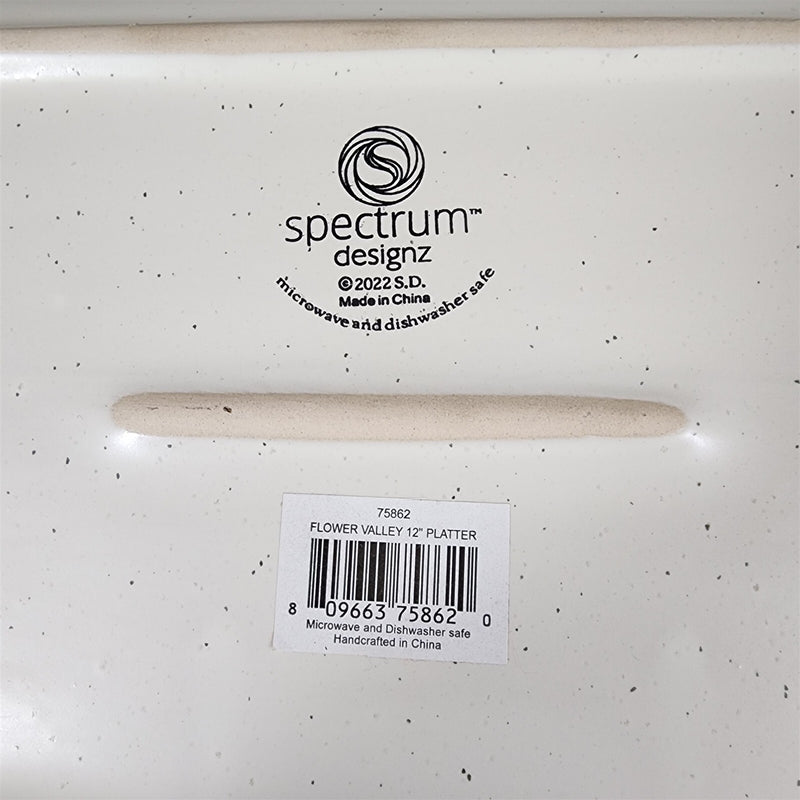 spectrum™
designz
©2022 S.D.
Made in China
microwave and dishwasher safe
75862
FLOWER VALLEY 12" PLATTER
8 09663 75862 0
Microwave and Dishwasher safe
Handcrafted in China